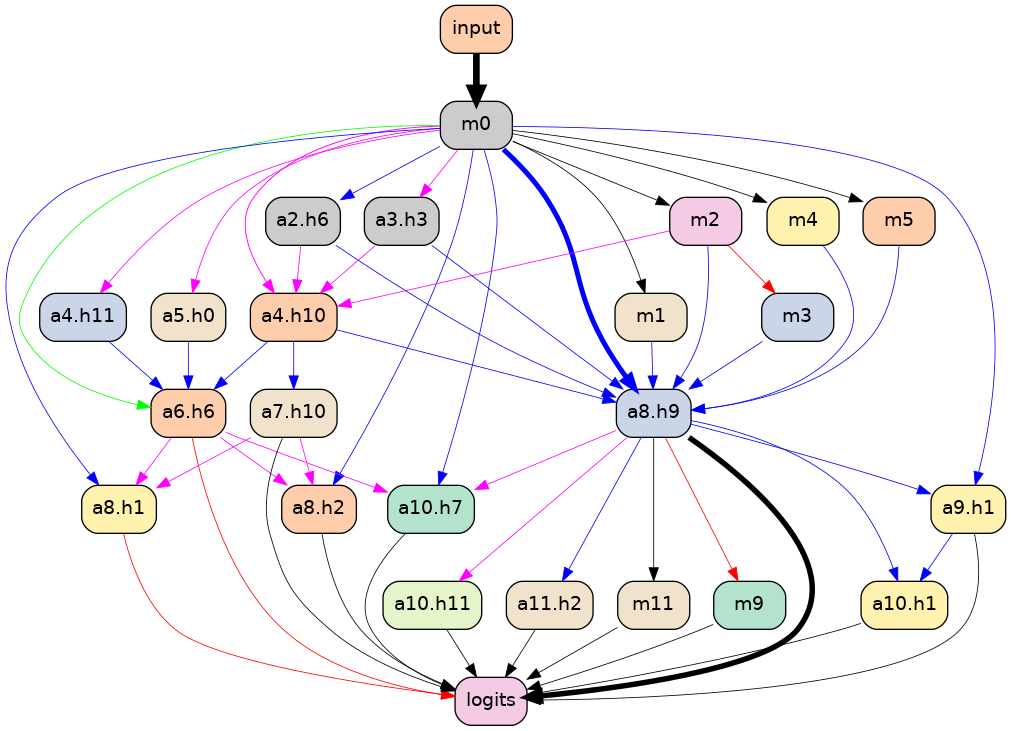 input
m0
a2.h6 a3.h3 m2 m4 m5
a4.h11 a5.h0 a4.h10 m1 m3
a6.h6 a7.h10 a8.h9
a8.h1 a8.h2 a10.h7 a9.h1
a10.h11 a11.h2 m11 m9 a10.h1
logits